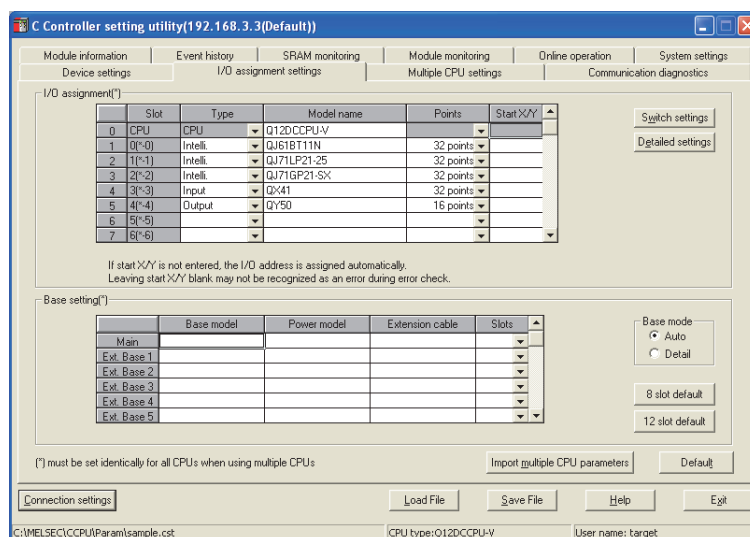 C Controller setting utility(192.168.3.3(Default))
Module information Event history SRAM monitoring Module monitoring Online operation System settings
Device settings I/O assignment settings Multiple CPU settings Communication diagnostics
I/O assignment(*)
Slot Type Model name Points Start X/Y
0 CPU CPU Q12DCCPU-V
1 0(*-0) Intelli. QJ61BT11N 32 points
2 1(*-1) Intelli. QJ71LP21-25 32 points
3 2(*-2) Intelli. QJ71GP21-SX 32 points
4 3(*-3) Input QX41 32 points
5 4(*-4) Output QY50 16 points
6 5(*-5)
7 6(*-6)
Switch settings
Detailed settings
If start X/Y is not entered, the I/O address is assigned automatically.
Leaving start X/Y blank may not be recognized as an error during error check.
Base setting(*)
Base model Power model Extension cable Slots
Main
Ext. Base 1
Ext. Base 2
Ext. Base 3
Ext. Base 4
Ext. Base 5
Base mode
Auto
Detail
8 slot default
12 slot default
(*) must be set identically for all CPUs when using multiple CPUs
Import multiple CPU parameters Default
Connection settings Load File Save File Help Exit
C:\MELSEC\CCPU\Param\sample.cst CPU type:Q12DCCPU-V User name: target